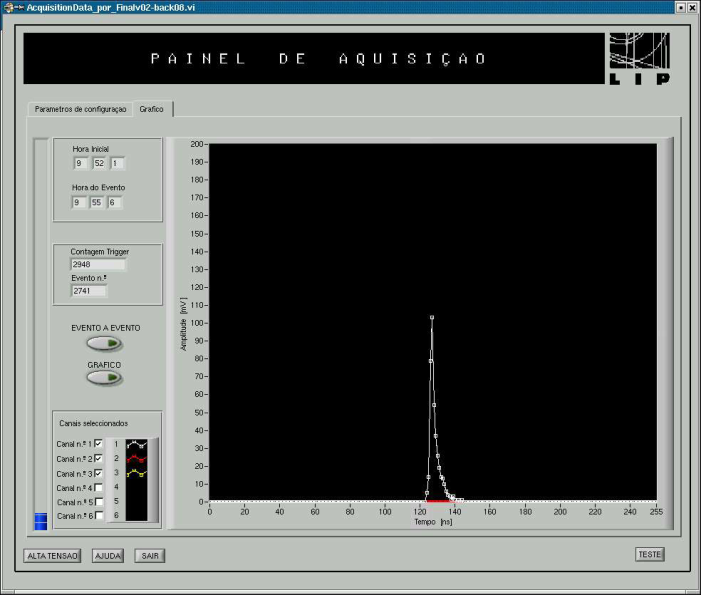 AcquisitionData_por_Finalv02-back08.vi
PAINEL DE AQUISIÇAO
LIP
Parametros de configuraçao
Grafico
Hora Inicial
9 52 1
Hora do Evento
9 55 6
Contagem Trigger
2948
Evento n.º
2741
EVENTO A EVENTO
GRAFICO
Canais seleccionados
Canal n.º 1 1
Canal n.º 2 2
Canal n.º 3 3
Canal n.º 4 4
Canal n.º 5 5
Canal n.º 6 6
Amplitude [mV]
200
190
180
170
160
150
140
130
120
110
100
90
80
70
60
50
40
30
20
10
0
0 20 40 60 80 100 120 140 160 180 200 220 240 255
Tempo [ns]
ALTA TENSAO AJUDA SAIR TESTE